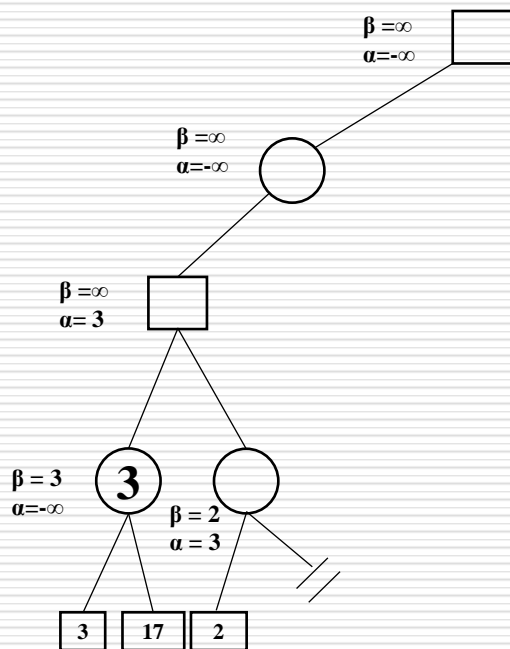 β =∞
α=-∞
β =∞
α=-∞
β =∞
α= 3
β = 3
α=-∞
3
β = 2
α = 3
3
17
2